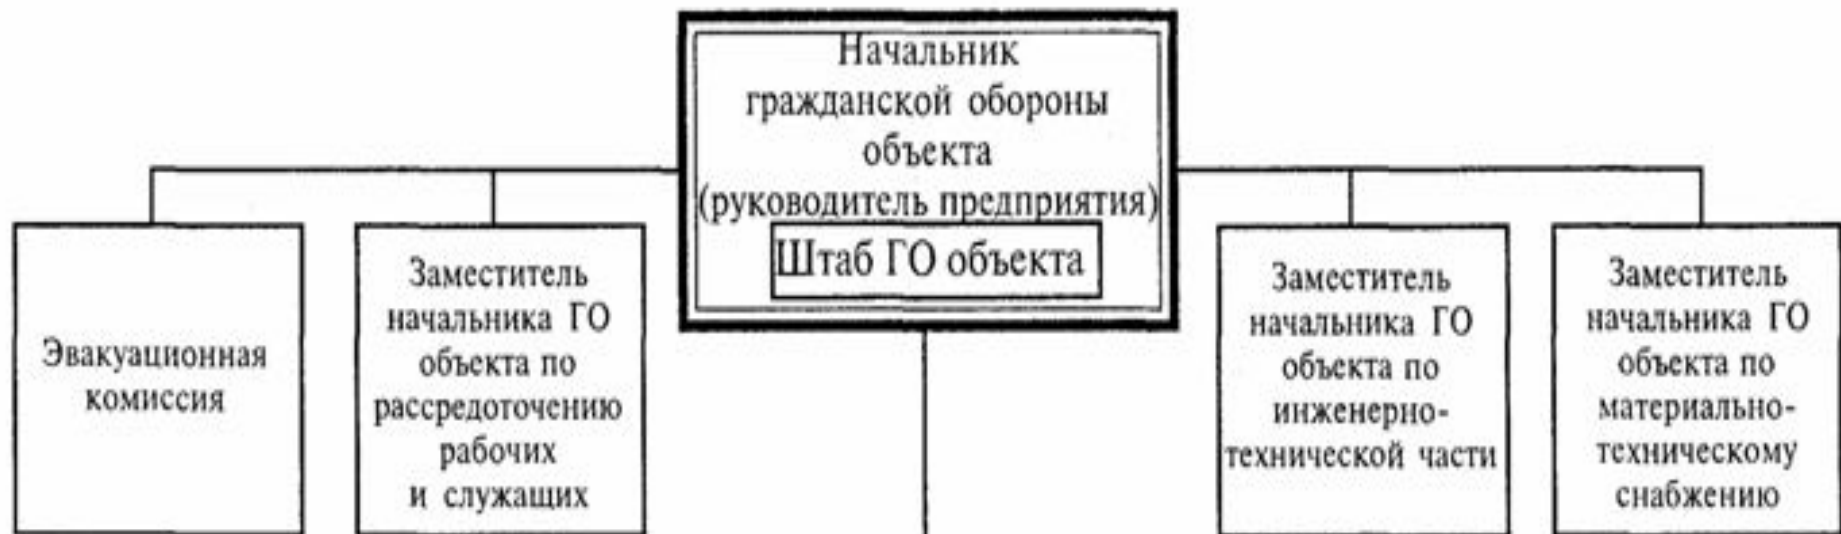 Начальник
гражданской обороны
объекта
(руководитель предприятия)
Штаб ГО объекта
Эвакуационная
комиссия
Заместитель
начальника ГО
объекта по
рассредоточению
рабочих
и служащих
Заместитель
начальника ГО
объекта по
инженерно-
технической части
Заместитель
начальника ГО
объекта по
материально-
техническому
снабжению